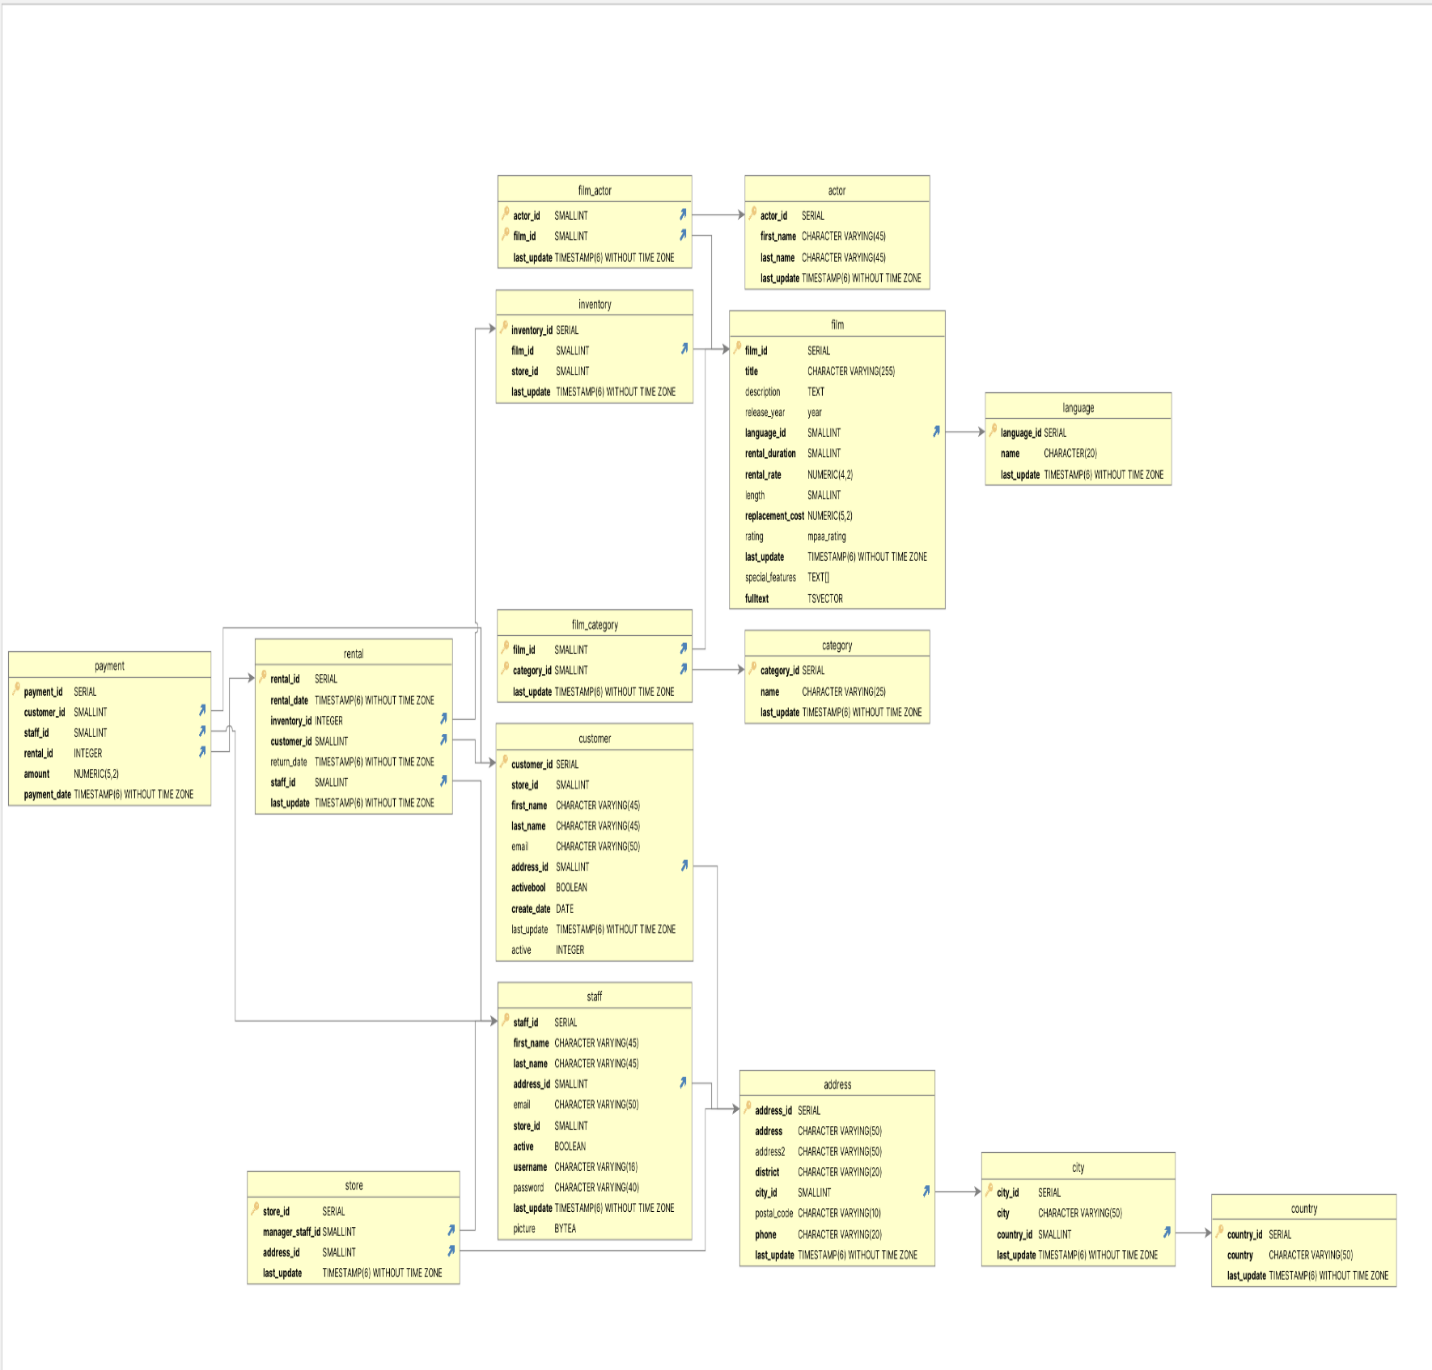 film_actor
actor_id SMALLINT
film_id SMALLINT
last_update TIMESTAMP(6) WITHOUT TIME ZONE
actor
actor_id SERIAL
first_name CHARACTER VARYING(45)
last_name CHARACTER VARYING(45)
last_update TIMESTAMP(6) WITHOUT TIME ZONE
inventory
inventory_id SERIAL
film_id SMALLINT
store_id SMALLINT
last_update TIMESTAMP(6) WITHOUT TIME ZONE
film
film_id SERIAL
title CHARACTER VARYING(255)
description TEXT
release_year year
language_id SMALLINT
rental_duration SMALLINT
rental_rate NUMERIC(4,2)
length SMALLINT
replacement_cost NUMERIC(5,2)
rating mpaa_rating
last_update TIMESTAMP(6) WITHOUT TIME ZONE
special_features TEXT[]
fulltext TSVECTOR
language
language_id SERIAL
name CHARACTER(20)
last_update TIMESTAMP(6) WITHOUT TIME ZONE
film_category
film_id SMALLINT
category_id SMALLINT
last_update TIMESTAMP(6) WITHOUT TIME ZONE
category
category_id SERIAL
name CHARACTER VARYING(25)
last_update TIMESTAMP(6) WITHOUT TIME ZONE
payment
payment_id SERIAL
customer_id SMALLINT
staff_id SMALLINT
rental_id INTEGER
amount NUMERIC(5,2)
payment_date TIMESTAMP(6) WITHOUT TIME ZONE
rental
rental_id SERIAL
rental_date TIMESTAMP(6) WITHOUT TIME ZONE
inventory_id INTEGER
customer_id SMALLINT
return_date TIMESTAMP(6) WITHOUT TIME ZONE
staff_id SMALLINT
last_update TIMESTAMP(6) WITHOUT TIME ZONE
customer
customer_id SERIAL
store_id SMALLINT
first_name CHARACTER VARYING(45)
last_name CHARACTER VARYING(45)
email CHARACTER VARYING(50)
address_id SMALLINT
activebool BOOLEAN
create_date DATE
last_update TIMESTAMP(6) WITHOUT TIME ZONE
active INTEGER
staff
staff_id SERIAL
first_name CHARACTER VARYING(45)
last_name CHARACTER VARYING(45)
address_id SMALLINT
email CHARACTER VARYING(50)
store_id SMALLINT
active BOOLEAN
username CHARACTER VARYING(16)
password CHARACTER VARYING(40)
last_update TIMESTAMP(6) WITHOUT TIME ZONE
picture BYTEA
store
store_id SERIAL
manager_staff_id SMALLINT
address_id SMALLINT
last_update TIMESTAMP(6) WITHOUT TIME ZONE
address
address_id SERIAL
address CHARACTER VARYING(50)
address2 CHARACTER VARYING(50)
district CHARACTER VARYING(20)
city_id SMALLINT
postal_code CHARACTER VARYING(10)
phone CHARACTER VARYING(20)
last_update TIMESTAMP(6) WITHOUT TIME ZONE
city
city_id SERIAL
city CHARACTER VARYING(50)
country_id SMALLINT
last_update TIMESTAMP(6) WITHOUT TIME ZONE
country
country_id SERIAL
country CHARACTER VARYING(50)
last_update TIMESTAMP(6) WITHOUT TIME ZONE